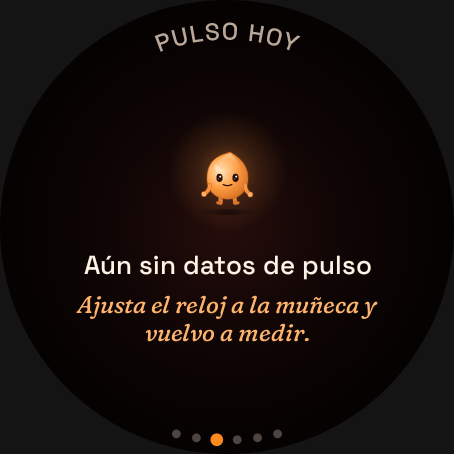 PULSO HOY
Aún sin datos de pulso
Ajusta el reloj a la muñeca y
vuelvo a medir.